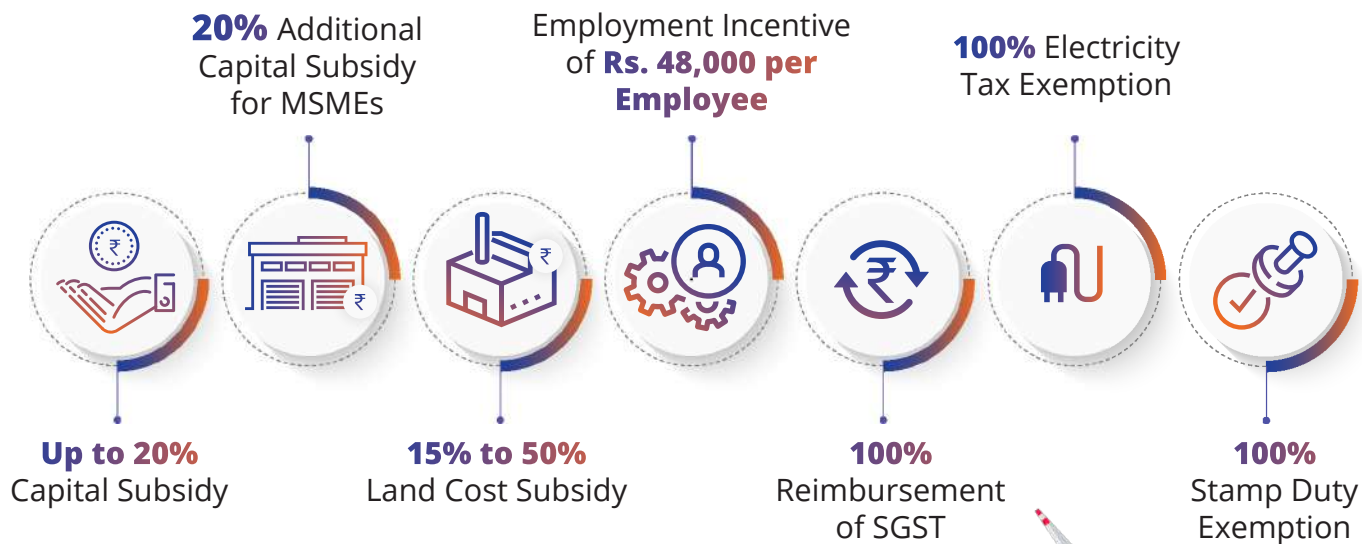 20% Additional
Capital Subsidy
for MSMEs
Employment Incentive
of Rs. 48,000 per
Employee
100% Electricity
Tax Exemption
₹
₹
₹
₹
Up to 20%
Capital Subsidy
15% to 50%
Land Cost Subsidy
100%
Reimbursement
of SGST
100%
Stamp Duty
Exemption